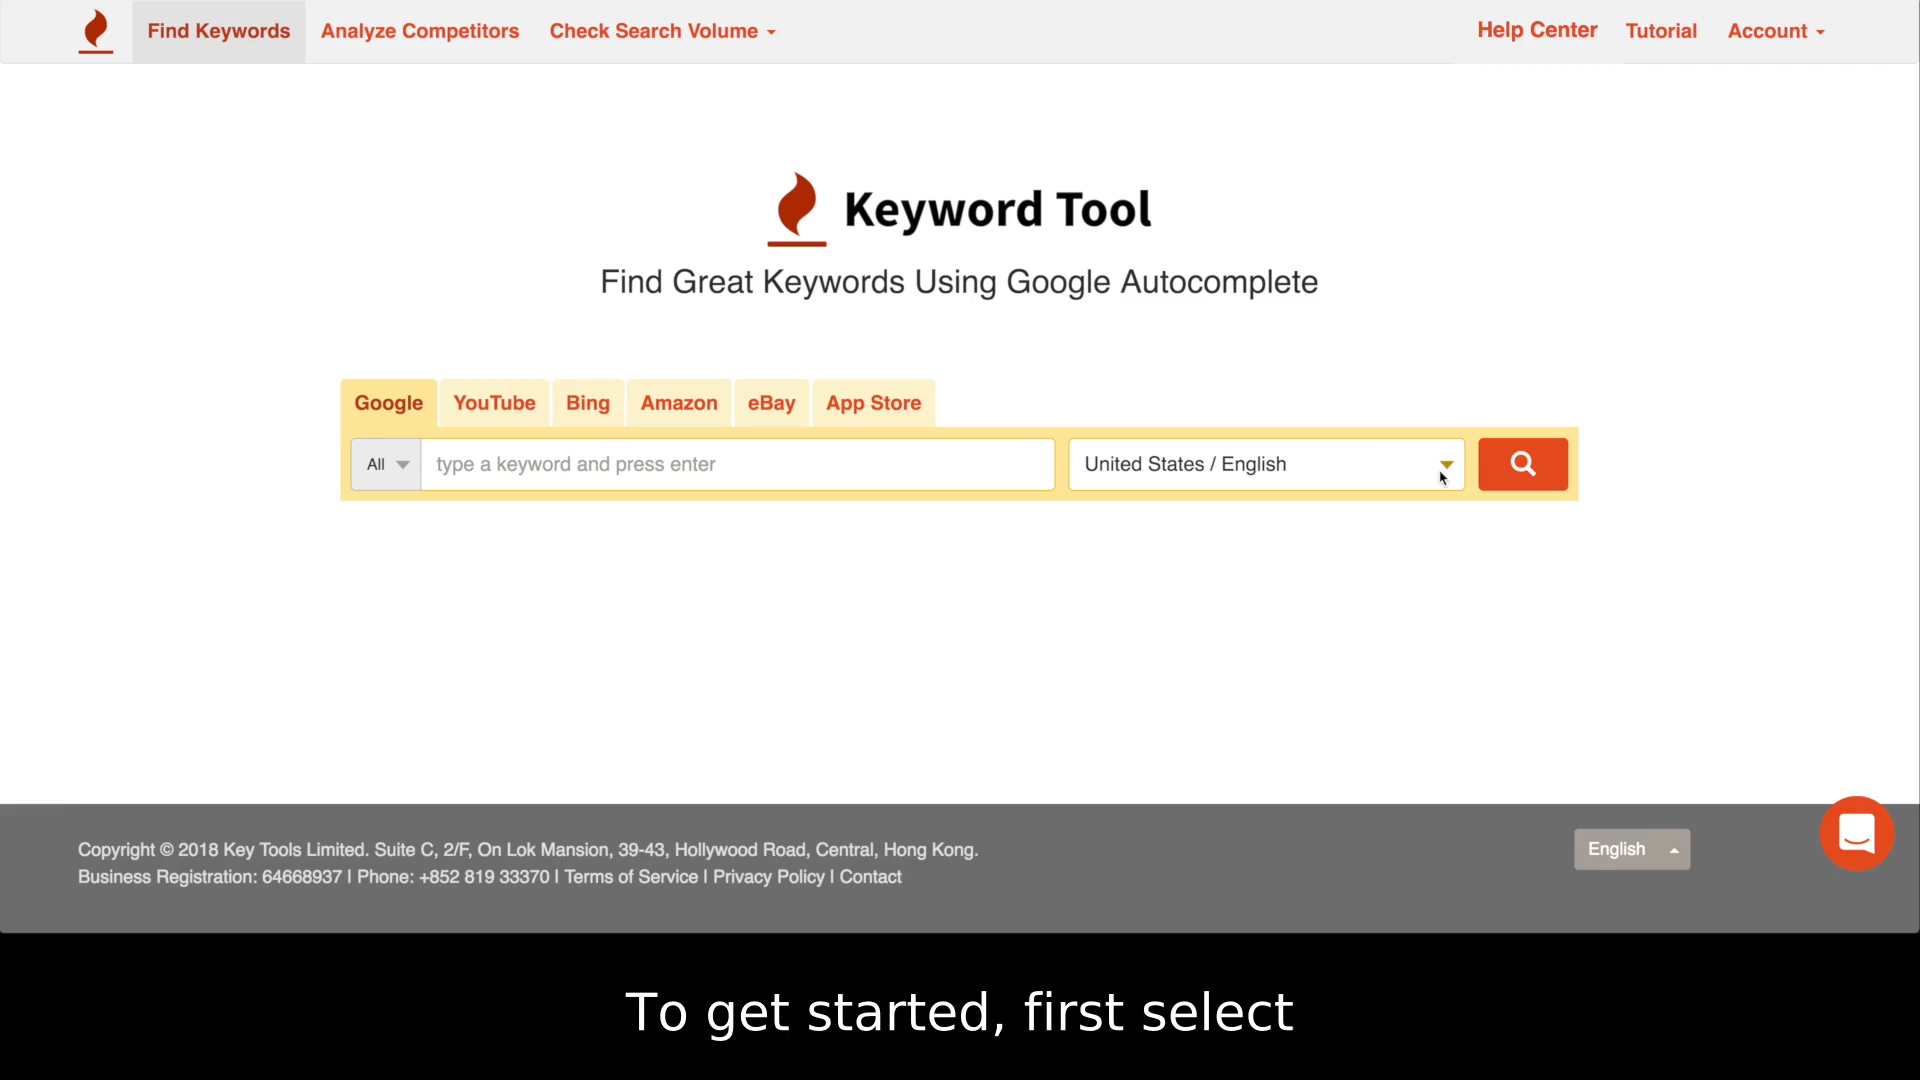 Find Keywords Analyze Competitors Check Search Volume Help Center Tutorial Account
Keyword Tool
Find Great Keywords Using Google Autocomplete
Google YouTube Bing Amazon eBay App Store
All type a keyword and press enter United States / English
Copyright © 2018 Key Tools Limited. Suite C, 2/F, On Lok Mansion, 39-43, Hollywood Road, Central, Hong Kong.
Business Registration: 64668937 | Phone: +852 819 33370 | Terms of Service | Privacy Policy | Contact
English
To get started, first select